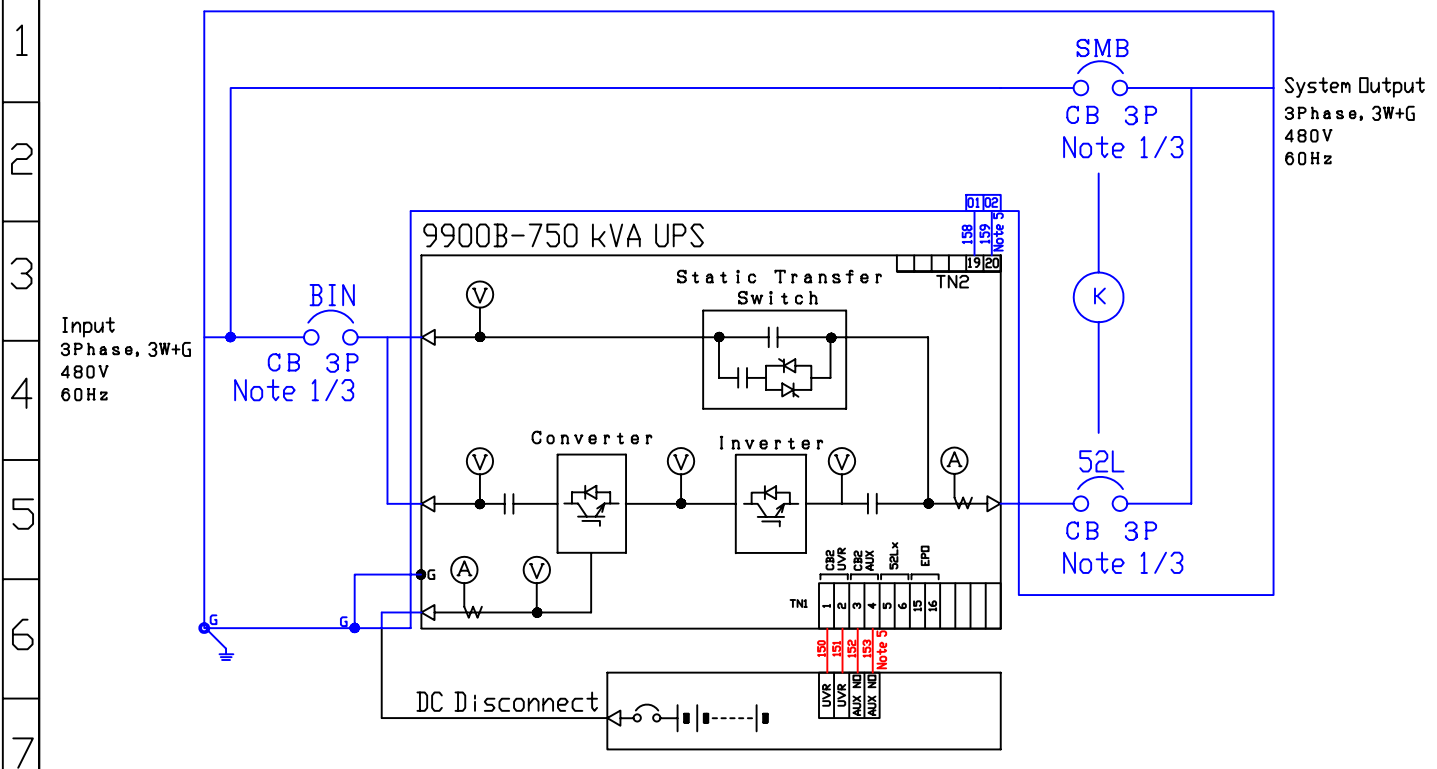 1
2
3
4
5
6
7
SMB
CB 3P
Note 1/3
System Output
3Phase, 3W+G
480V
60Hz
01 02
158
159
Note 5
9900B-750 kVA UPS
19 20
TN2
Static Transfer
Switch
V
K
BIN
CB 3P
Note 1/3
Input
3Phase, 3W+G
480V
60Hz
Converter
Inverter
V
V
V
A
52L
CB 3P
Note 1/3
G
A
V
CB2
UVR
CB2
AUX
52Lx
EPO
TN1
1
2
3
4
5
6
15
16
G
G
150
151
152
153
Note 5
DC Disconnect
UVR
UVR
AUX NO
AUX NO